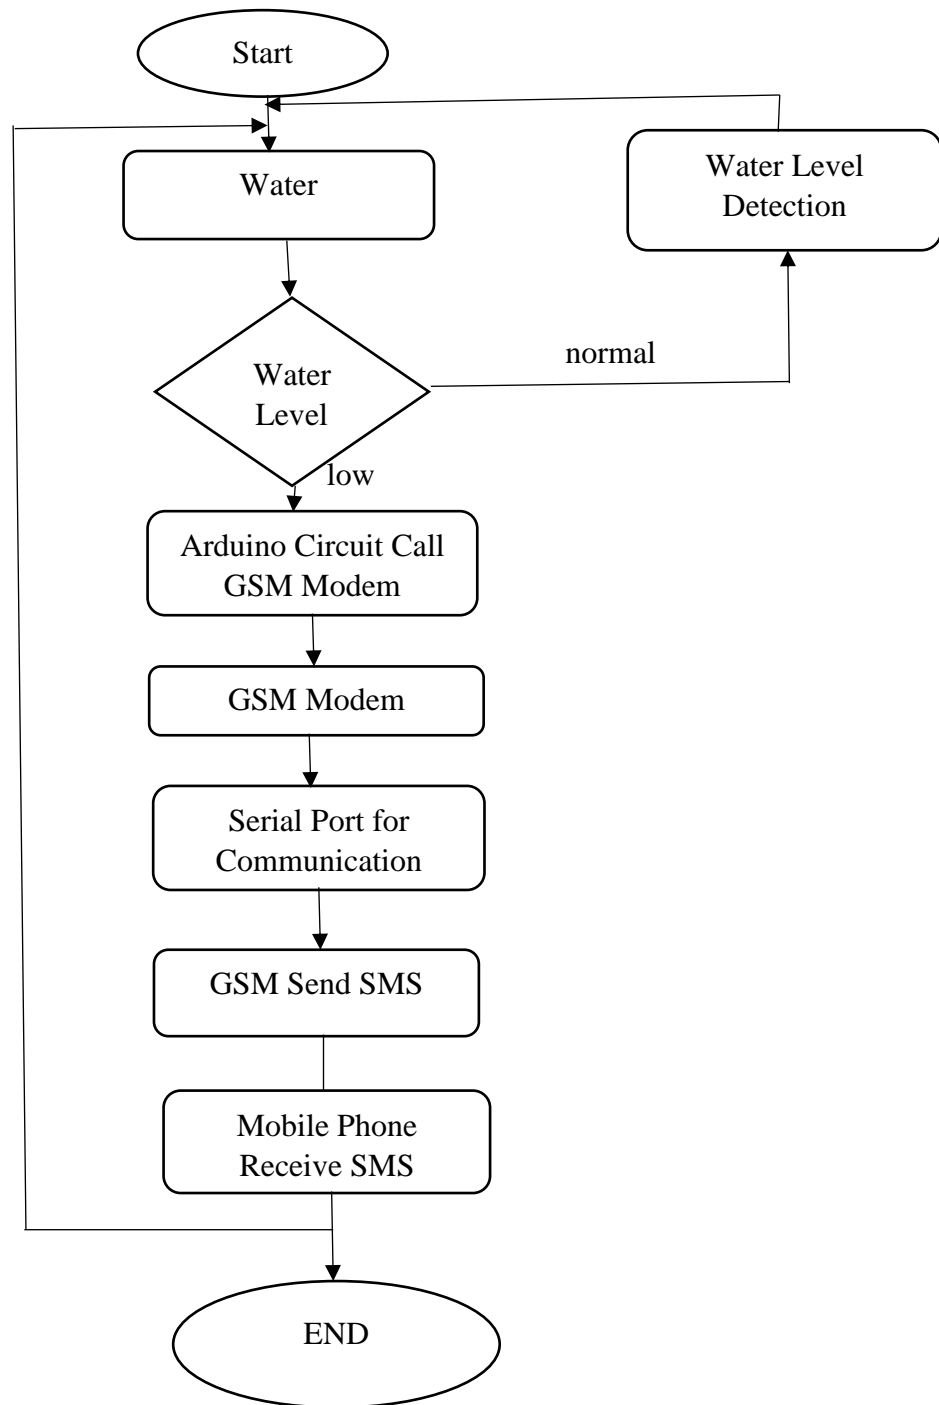 Start
Water
Water Level
Detection
normal
Water
Level
low
Arduino Circuit Call
GSM Modem
GSM Modem
Serial Port for
Communication
GSM Send SMS
Mobile Phone
Receive SMS
END